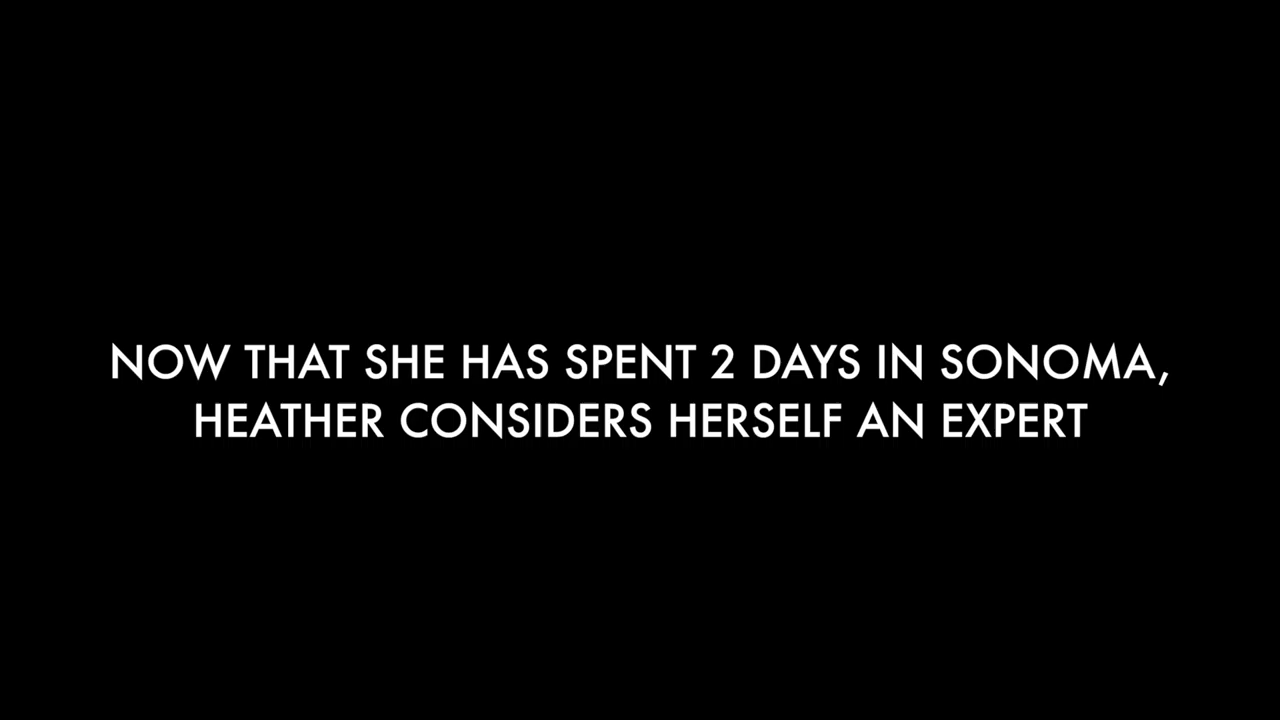 NOW THAT SHE HAS SPENT 2 DAYS IN SONOMA,
HEATHER CONSIDERS HERSELF AN EXPERT